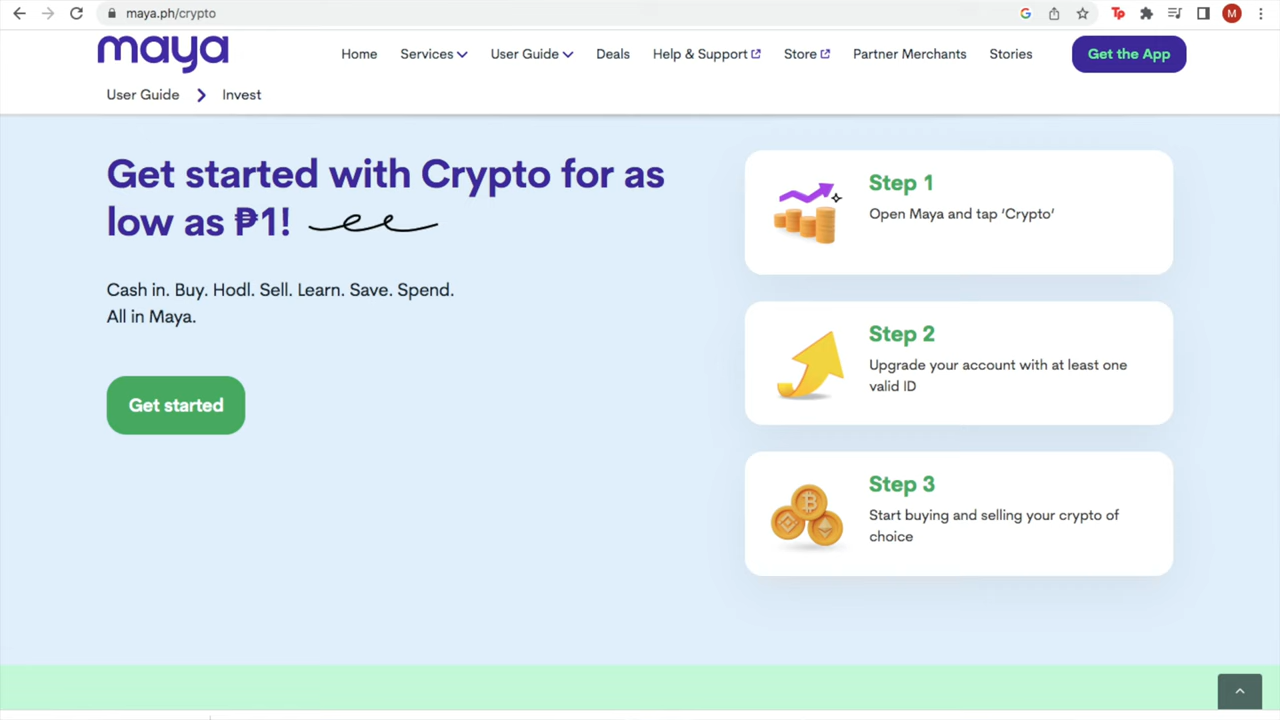 maya.ph/crypto
M
maya
Home
Services
User Guide
Deals
Help & Support
Store
Partner Merchants
Stories
Get the App
User Guide
Invest
Get started with Crypto for as
low as ₱1!
Cash in. Buy. Hodl. Sell. Learn. Save. Spend.
All in Maya.
Get started
Step 1
Open Maya and tap ‘Crypto’
Step 2
Upgrade your account with at least one
valid ID
Step 3
Start buying and selling your crypto of
choice